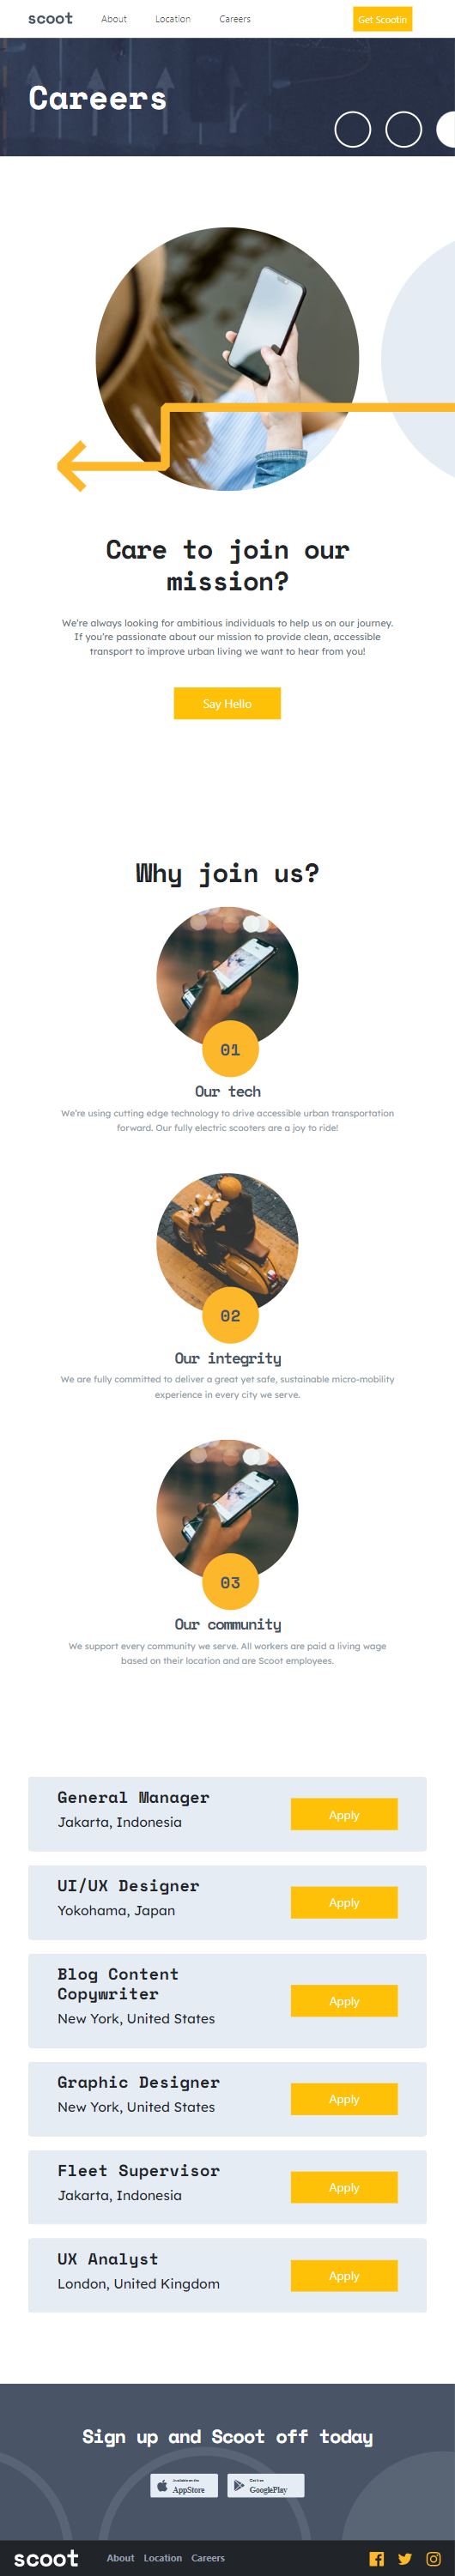 scoot About Location Careers Get Scootin
Careers
Care to join our
mission?
We're always looking for ambitious individuals to help us on our journey.
If you're passionate about our mission to provide clean, accessible
transport to improve urban living we want to hear from you!
Say Hello
Why join us?
01
Our tech
We're using cutting edge technology to drive accessible urban transportation
forward. Our fully electric scooters are a joy to ride!
02
Our integrity
We are fully committed to deliver a great yet safe, sustainable micro-mobility
experience in every city we serve.
03
Our community
We support every community we serve. All workers are paid a living wage
based on their location and are Scoot employees.
General Manager
Jakarta, Indonesia
Apply
UI/UX Designer
Yokohama, Japan
Apply
Blog Content
Copywriter
New York, United States
Apply
Graphic Designer
New York, United States
Apply
Fleet Supervisor
Jakarta, Indonesia
Apply
UX Analyst
London, United Kingdom
Apply
Sign up and Scoot off today
Available on the
AppStore
Get it on
GooglePlay
scoot About Location Careers